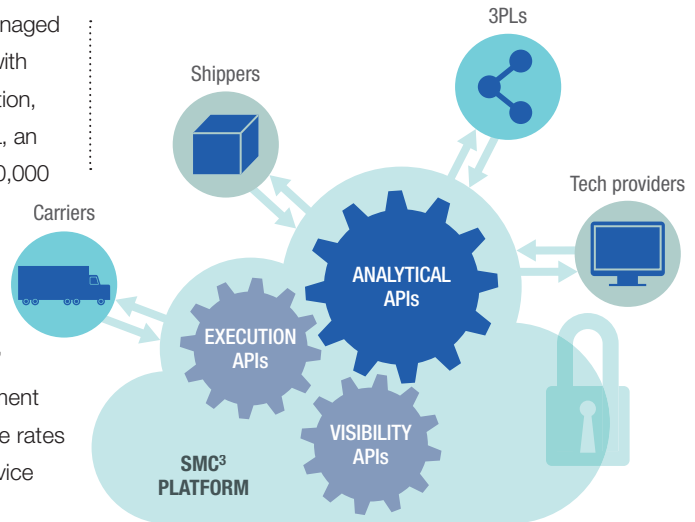 naged
with
tion,
, an
0,000
ment
e rates
vice
3PLs
Shippers
Tech providers
Carriers
ANALYTICAL
APIs
EXECUTION
APIs
VISIBILITY
APIs
SMC³
PLATFORM